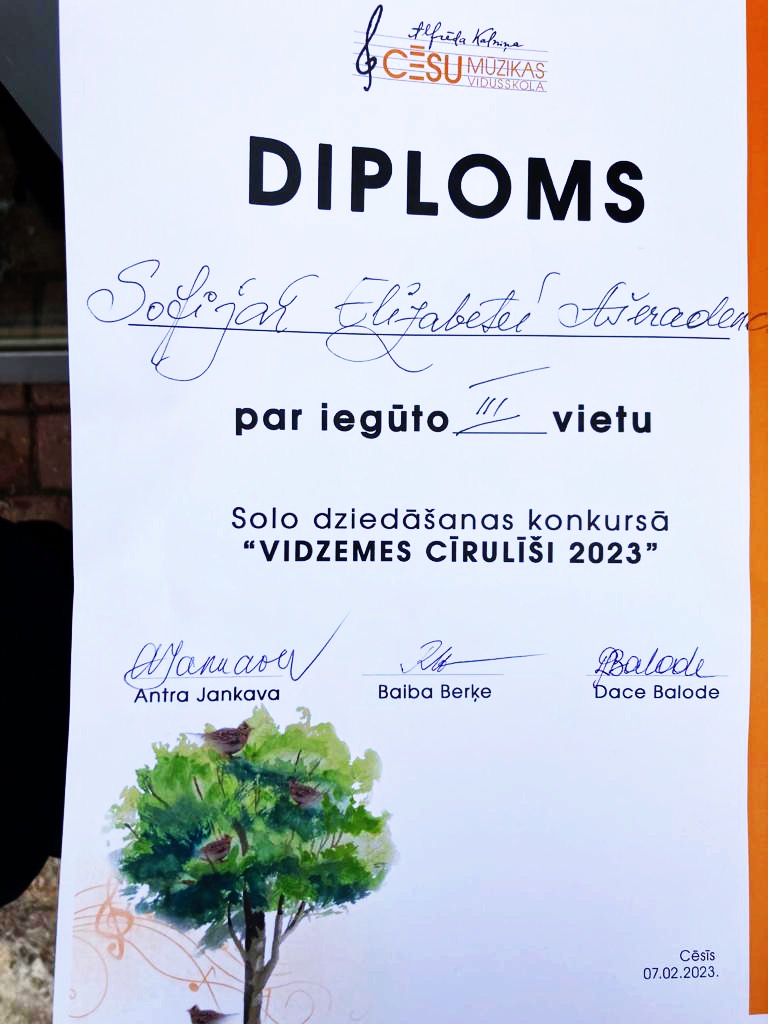 Alfrēda Kalniņa
CĒSU MŪZIKAS
VIDUSSKOLA
DIPLOMS
Sofijai Elizabetei Ašeradenai
par iegūto III vietu
Solo dziedāšanas konkursā
“VIDZEMES CĪRULĪŠI 2023”
Antra Jankava Baiba Berķe Dace Balode
Cēsīs
07.02.2023.